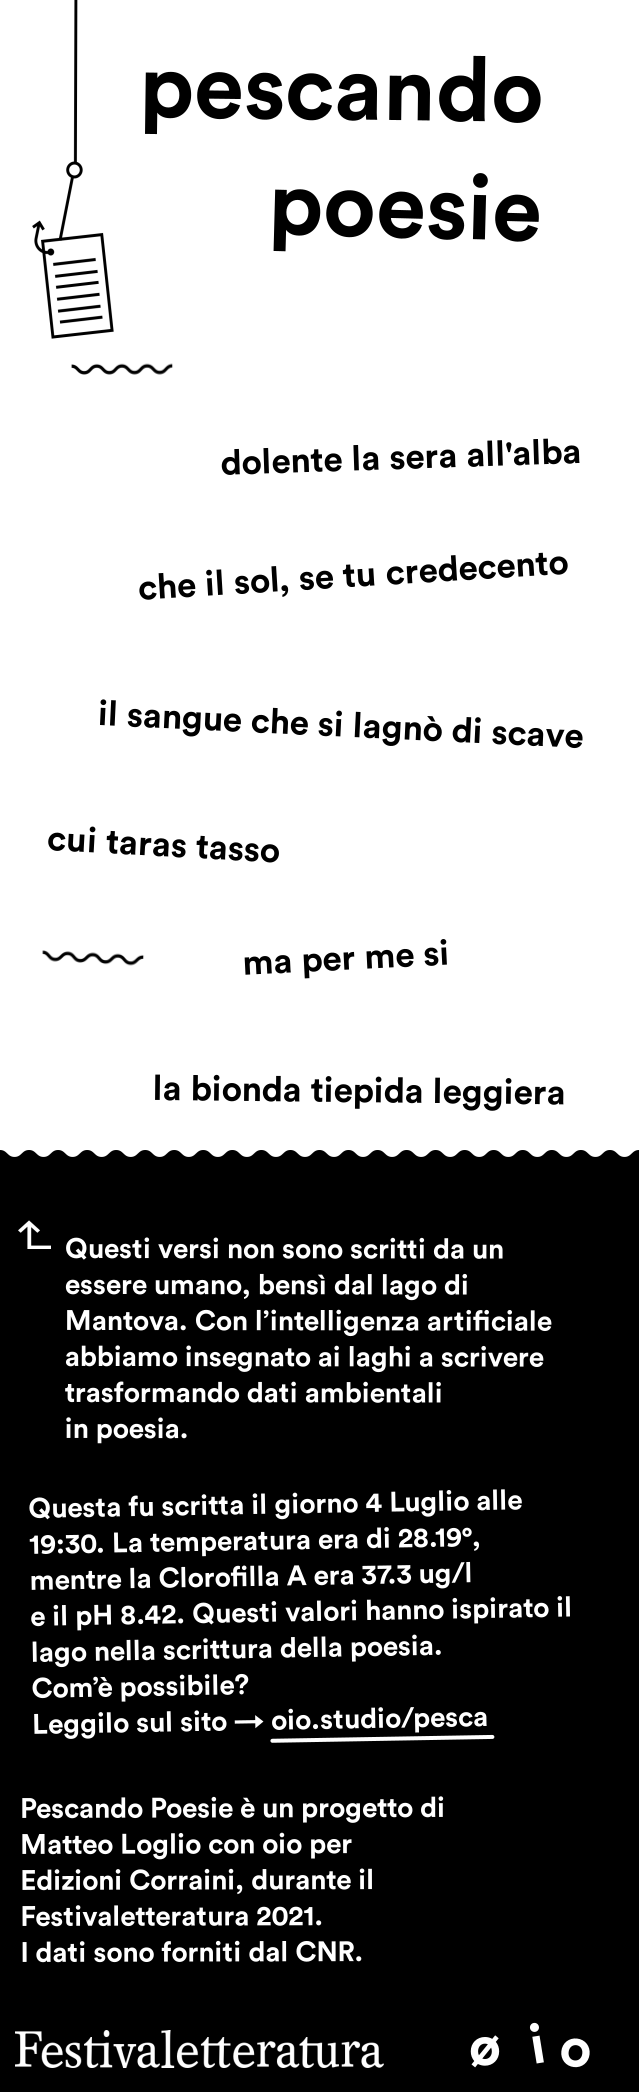 pescando
poesie
dolente la sera all'alba
che il sol, se tu credecento
il sangue che si lagnò di scave
cui taras tasso
ma per me si
la bionda tiepida leggiera
Questi versi non sono scritti da un
essere umano, bensì dal lago di
Mantova. Con l’intelligenza artificiale
abbiamo insegnato ai laghi a scrivere
trasformando dati ambientali
in poesia.
Questa fu scritta il giorno 4 Luglio alle
19:30. La temperatura era di 28.19°,
mentre la Clorofilla A era 37.3 ug/l
e il pH 8.42. Questi valori hanno ispirato il
lago nella scrittura della poesia.
Com’è possibile?
Leggilo sul sito → oio.studio/pesca
Pescando Poesie è un progetto di
Matteo Loglio con oio per
Edizioni Corraini, durante il
Festivaletteratura 2021.
I dati sono forniti dal CNR.
Festivaletteratura
ø i o